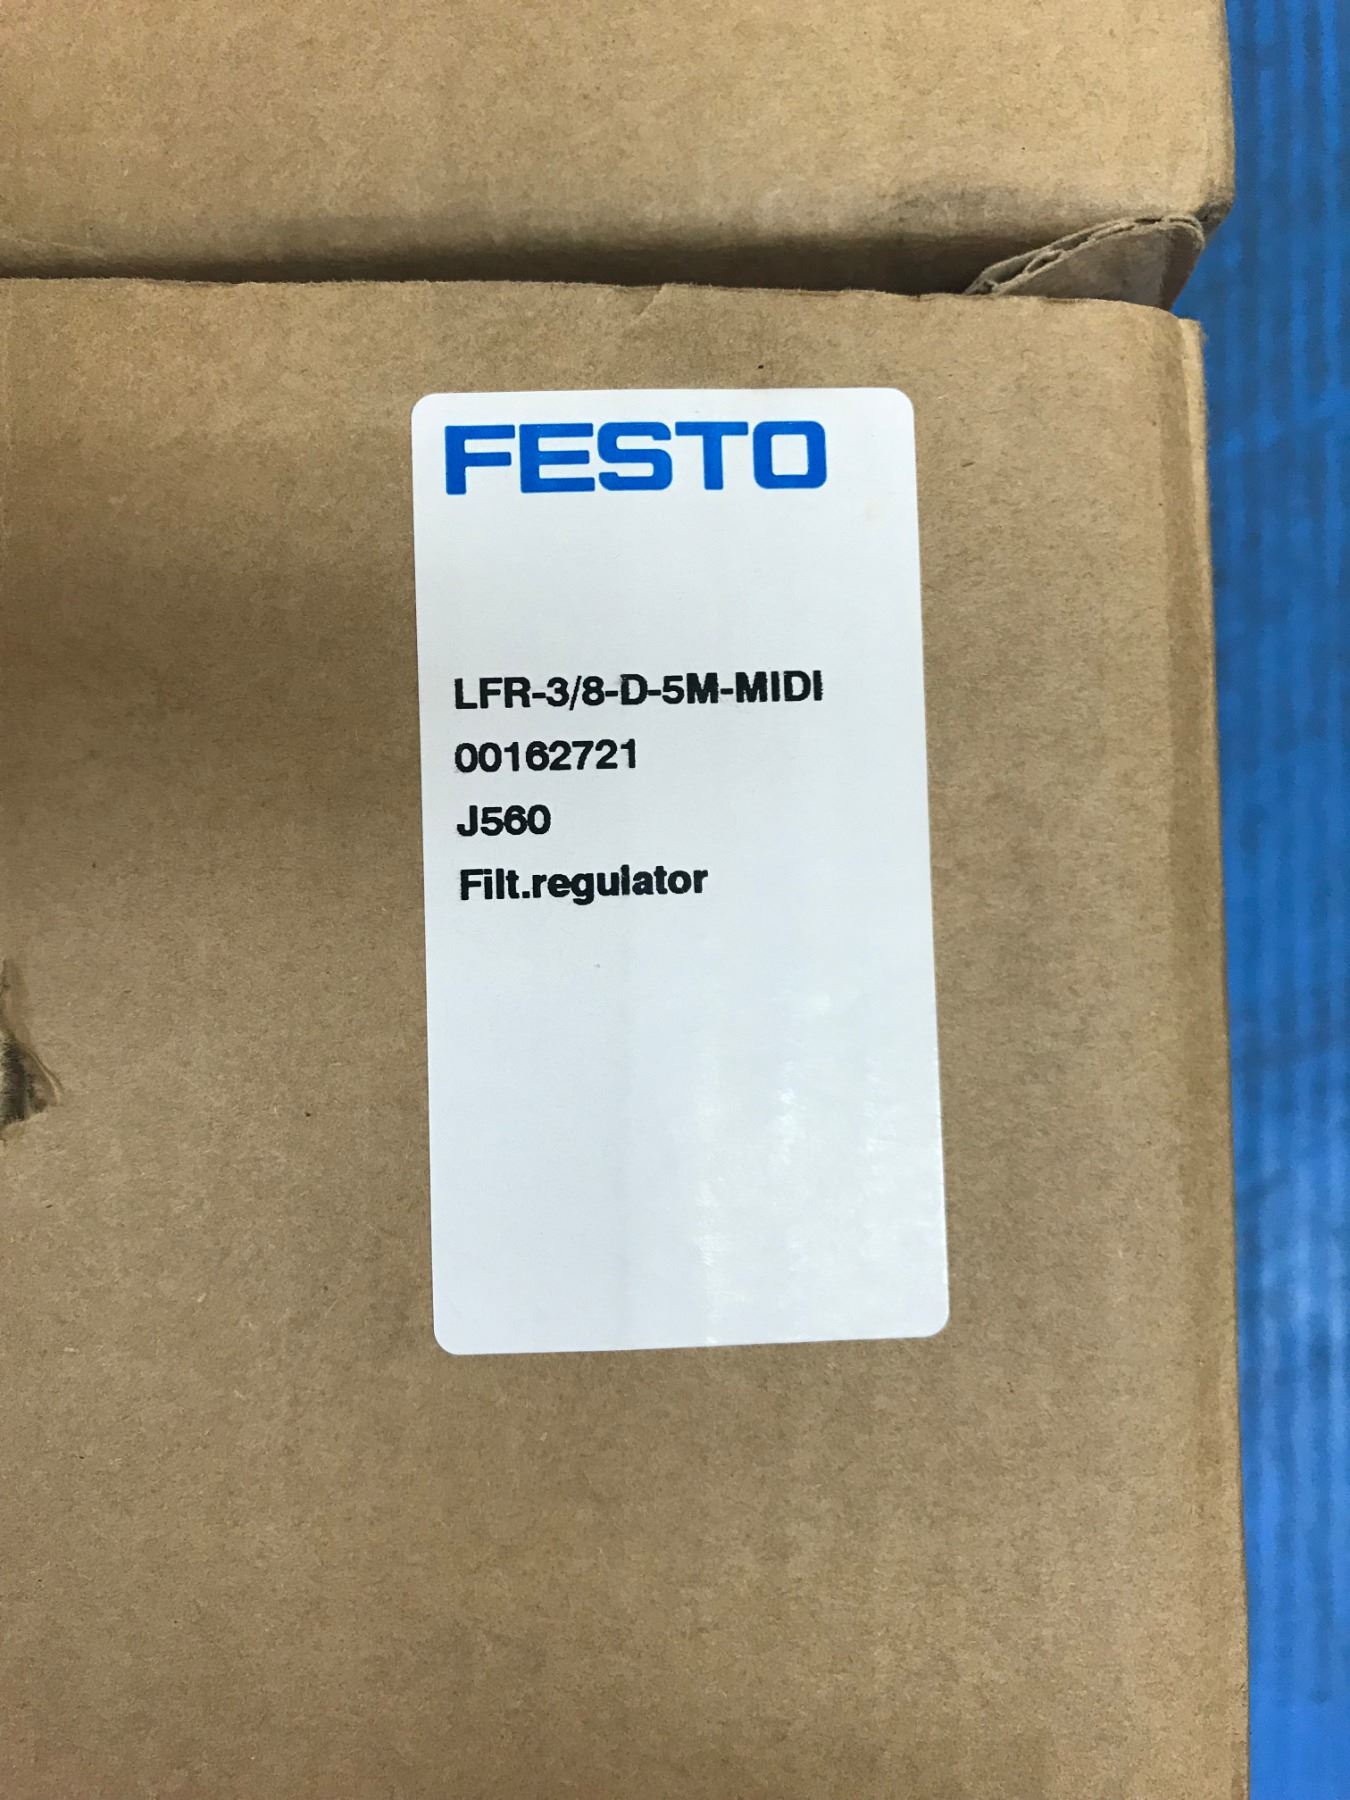 FESTO
LFR-3/8-D-5M-MIDI
00162721
J560
Filt.regulator